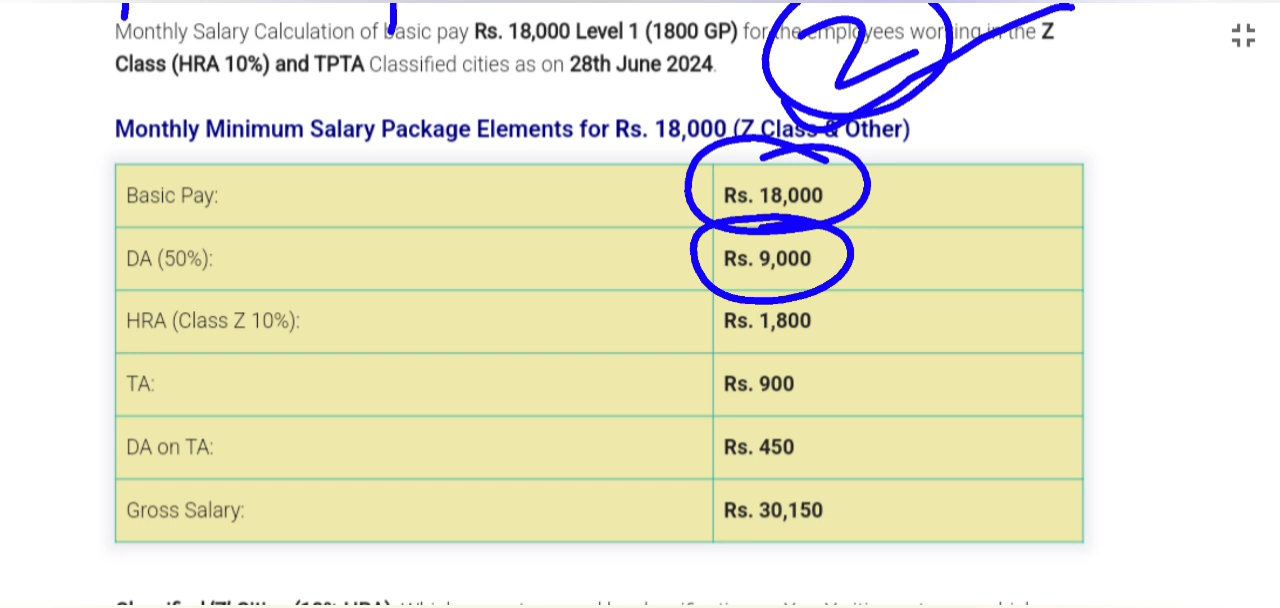 Monthly Salary Calculation of basic pay Rs. 18,000 Level 1 (1800 GP) for the employees working in the Z
Class (HRA 10%) and TPTA Classified cities as on 28th June 2024.
Z
Monthly Minimum Salary Package Elements for Rs. 18,000 (Z Class & Other)
Basic Pay: Rs. 18,000
DA (50%): Rs. 9,000
HRA (Class Z 10%): Rs. 1,800
TA: Rs. 900
DA on TA: Rs. 450
Gross Salary: Rs. 30,150